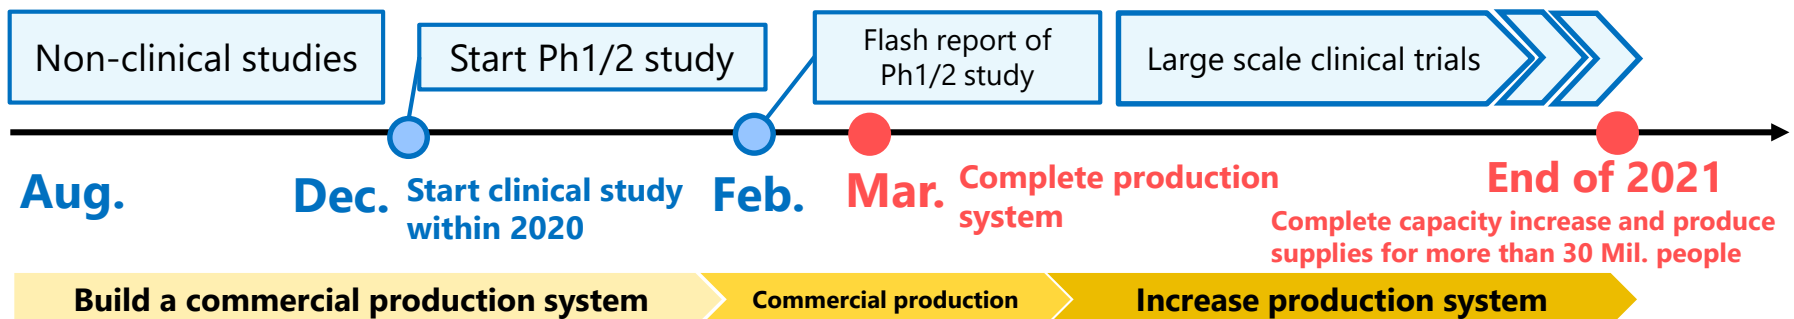 Non-clinical studies
Start Ph1/2 study
Flash report of
Ph1/2 study
Large scale clinical trials
Aug.
Dec.
Start clinical study
within 2020
Feb.
Mar.
Complete production
system
End of 2021
Complete capacity increase and produce
supplies for more than 30 Mil. people
Build a commercial production system
Commercial production
Increase production system